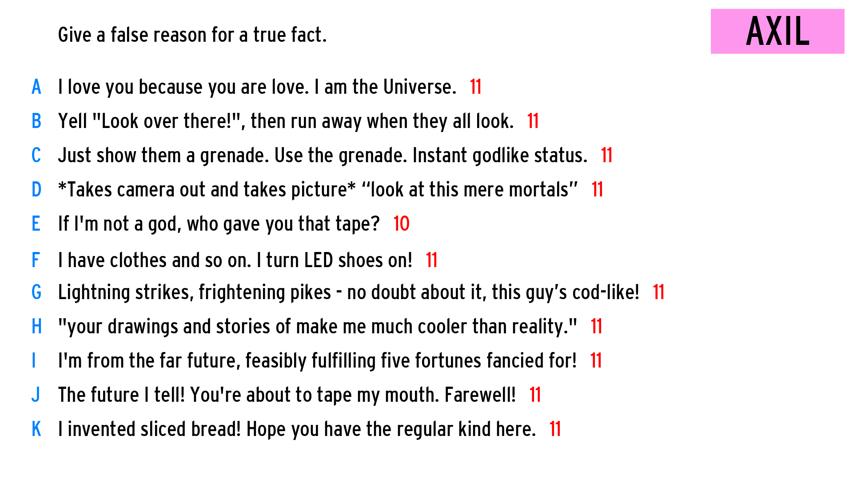 Give a false reason for a true fact.
AXIL
A I love you because you are love. I am the Universe. 11
B Yell "Look over there!", then run away when they all look. 11
C Just show them a grenade. Use the grenade. Instant godlike status. 11
D *Takes camera out and takes picture* “look at this mere mortals” 11
E If I'm not a god, who gave you that tape? 10
F I have clothes and so on. I turn LED shoes on! 11
G Lightning strikes, frightening pikes - no doubt about it, this guy’s cod-like! 11
H "your drawings and stories of make me much cooler than reality." 11
I I'm from the far future, feasibly fulfilling five fortunes fancied for! 11
J The future I tell! You're about to tape my mouth. Farewell! 11
K I invented sliced bread! Hope you have the regular kind here. 11